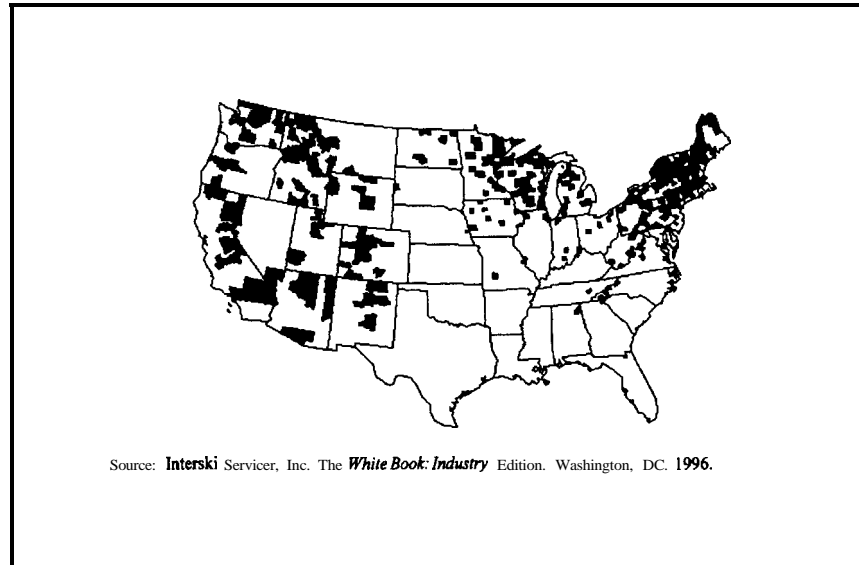 Source: Interski Servicer, Inc. The White Book: Industry Edition. Washington, DC. 1996.